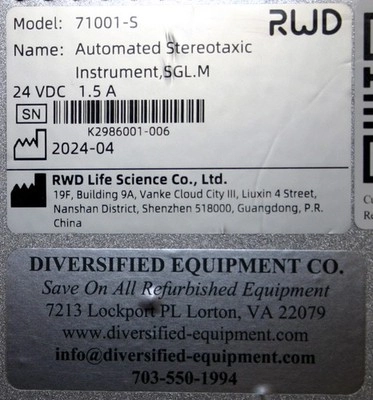 Model: 71001-S
RWD
Name: Automated Stereotaxic
Instrument,SGL.M
24 VDC 1.5 A
SN
K2986001-006
2024-04
RWD Life Science Co., Ltd.
19F, Building 9A, Vanke Cloud City III, Liuxin 4 Street,
Nanshan District, Shenzhen 518000, Guangdong, P.R.
China
DIVERSIFIED EQUIPMENT CO.
Save On All Refurbished Equipment
7213 Lockport PL Lorton, VA 22079
www.diversified-equipment.com
info@diversified-equipment.com
703-550-1994